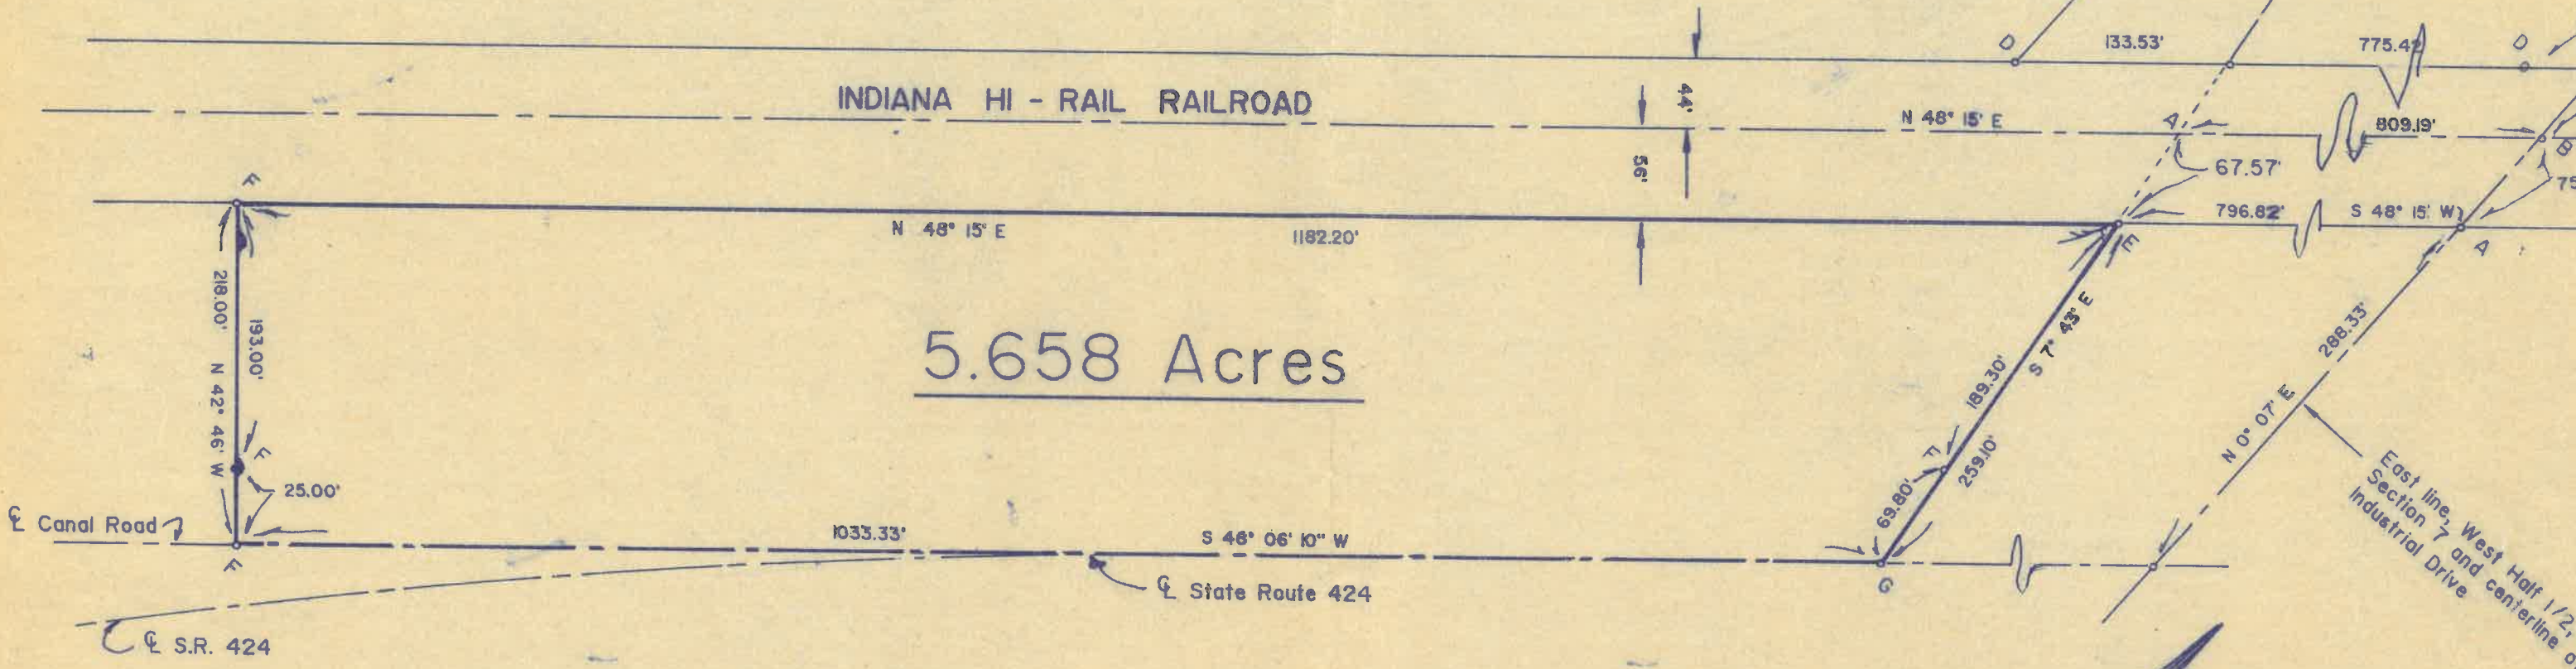 D
133.53'
775.42
D
INDIANA HI - RAIL RAILROAD
44'
N 48° 15' E
A
809.19'
B
56'
67.57'
75
F
N 48° 15' E
1182.20'
796.82'
S 48° 15' W
E
A
218.00'
193.00'
N 42° 46' W
5.658 Acres
S 7° 43' E
189.30'
288.33'
N 0° 07' E
F
F
259.10'
69.80'
25.00'
East line, West Half 1/2,
Section 7 and centerline o
Industrial Drive
℄ Canal Road
1033.33'
S 46° 06' 10" W
F
G
℄ State Route 424
℄ S.R. 424